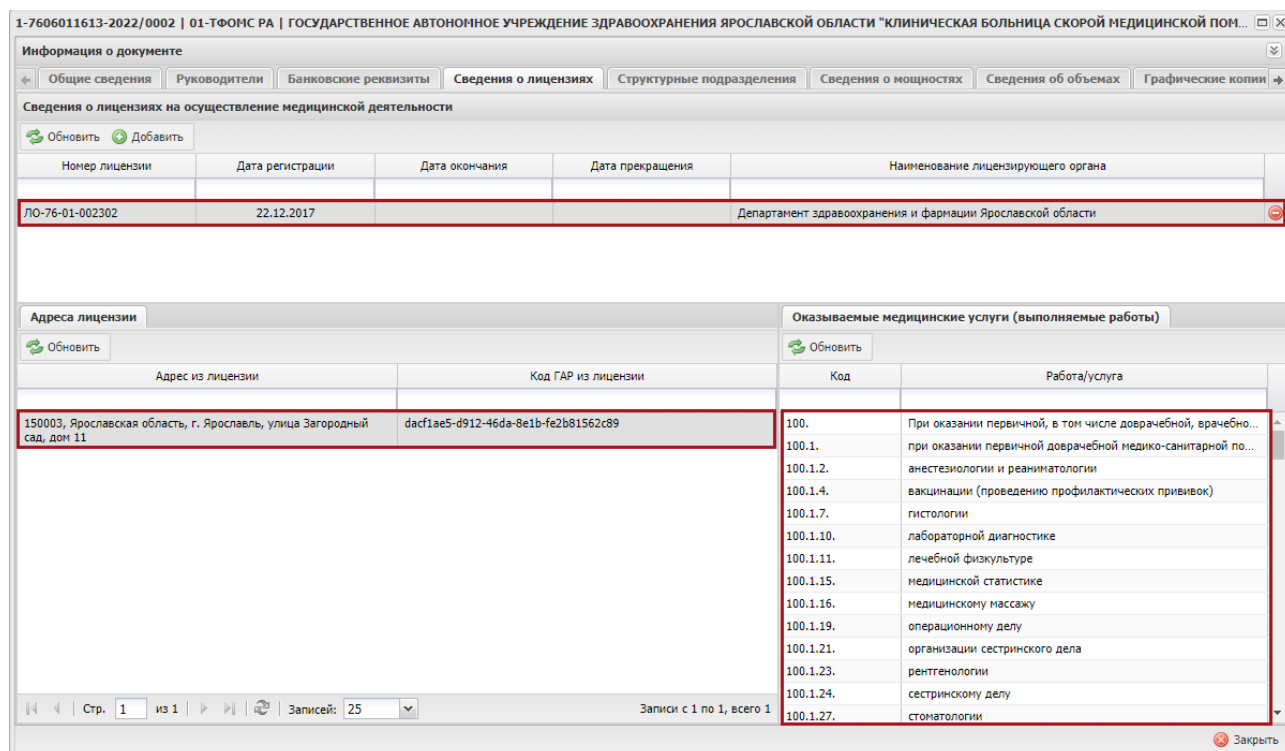 1-7606011613-2022/0002 | 01-ТФОМС РА | ГОСУДАРСТВЕННОЕ АВТОНОМНОЕ УЧРЕЖДЕНИЕ ЗДРАВООХРАНЕНИЯ ЯРОСЛАВСКОЙ ОБЛАСТИ "КЛИНИЧЕСКАЯ БОЛЬНИЦА СКОРОЙ МЕДИЦИНСКОЙ ПОМ...
Информация о документе
Общие сведения Руководители Банковские реквизиты Сведения о лицензиях Структурные подразделения Сведения о мощностях Сведения об объемах Графические копии
Сведения о лицензиях на осуществление медицинской деятельности
Обновить Добавить
Номер лицензии Дата регистрации Дата окончания Дата прекращения Наименование лицензирующего органа
ЛО-76-01-002302 22.12.2017 Департамент здравоохранения и фармации Ярославской области
Адреса лицензии
Обновить
Адрес из лицензии Код ГАР из лицензии
150003, Ярославская область, г. Ярославль, улица Загородный dacf1ae5-d912-46da-8e1b-fe2b81562c89
сад, дом 11
Стр. 1 из 1 Записей: 25 Записи с 1 по 1, всего 1
Оказываемые медицинские услуги (выполняемые работы)
Обновить
Код Работа/услуга
100. При оказании первичной, в том числе доврачебной, врачебно...
100.1. при оказании первичной доврачебной медико-санитарной по...
100.1.2. анестезиологии и реаниматологии
100.1.4. вакцинации (проведению профилактических прививок)
100.1.7. гистологии
100.1.10. лабораторной диагностике
100.1.11. лечебной физкультуре
100.1.15. медицинской статистике
100.1.16. медицинскому массажу
100.1.19. операционному делу
100.1.21. организации сестринского дела
100.1.23. рентгенологии
100.1.24. сестринскому делу
100.1.27. стоматологии
Закрыть